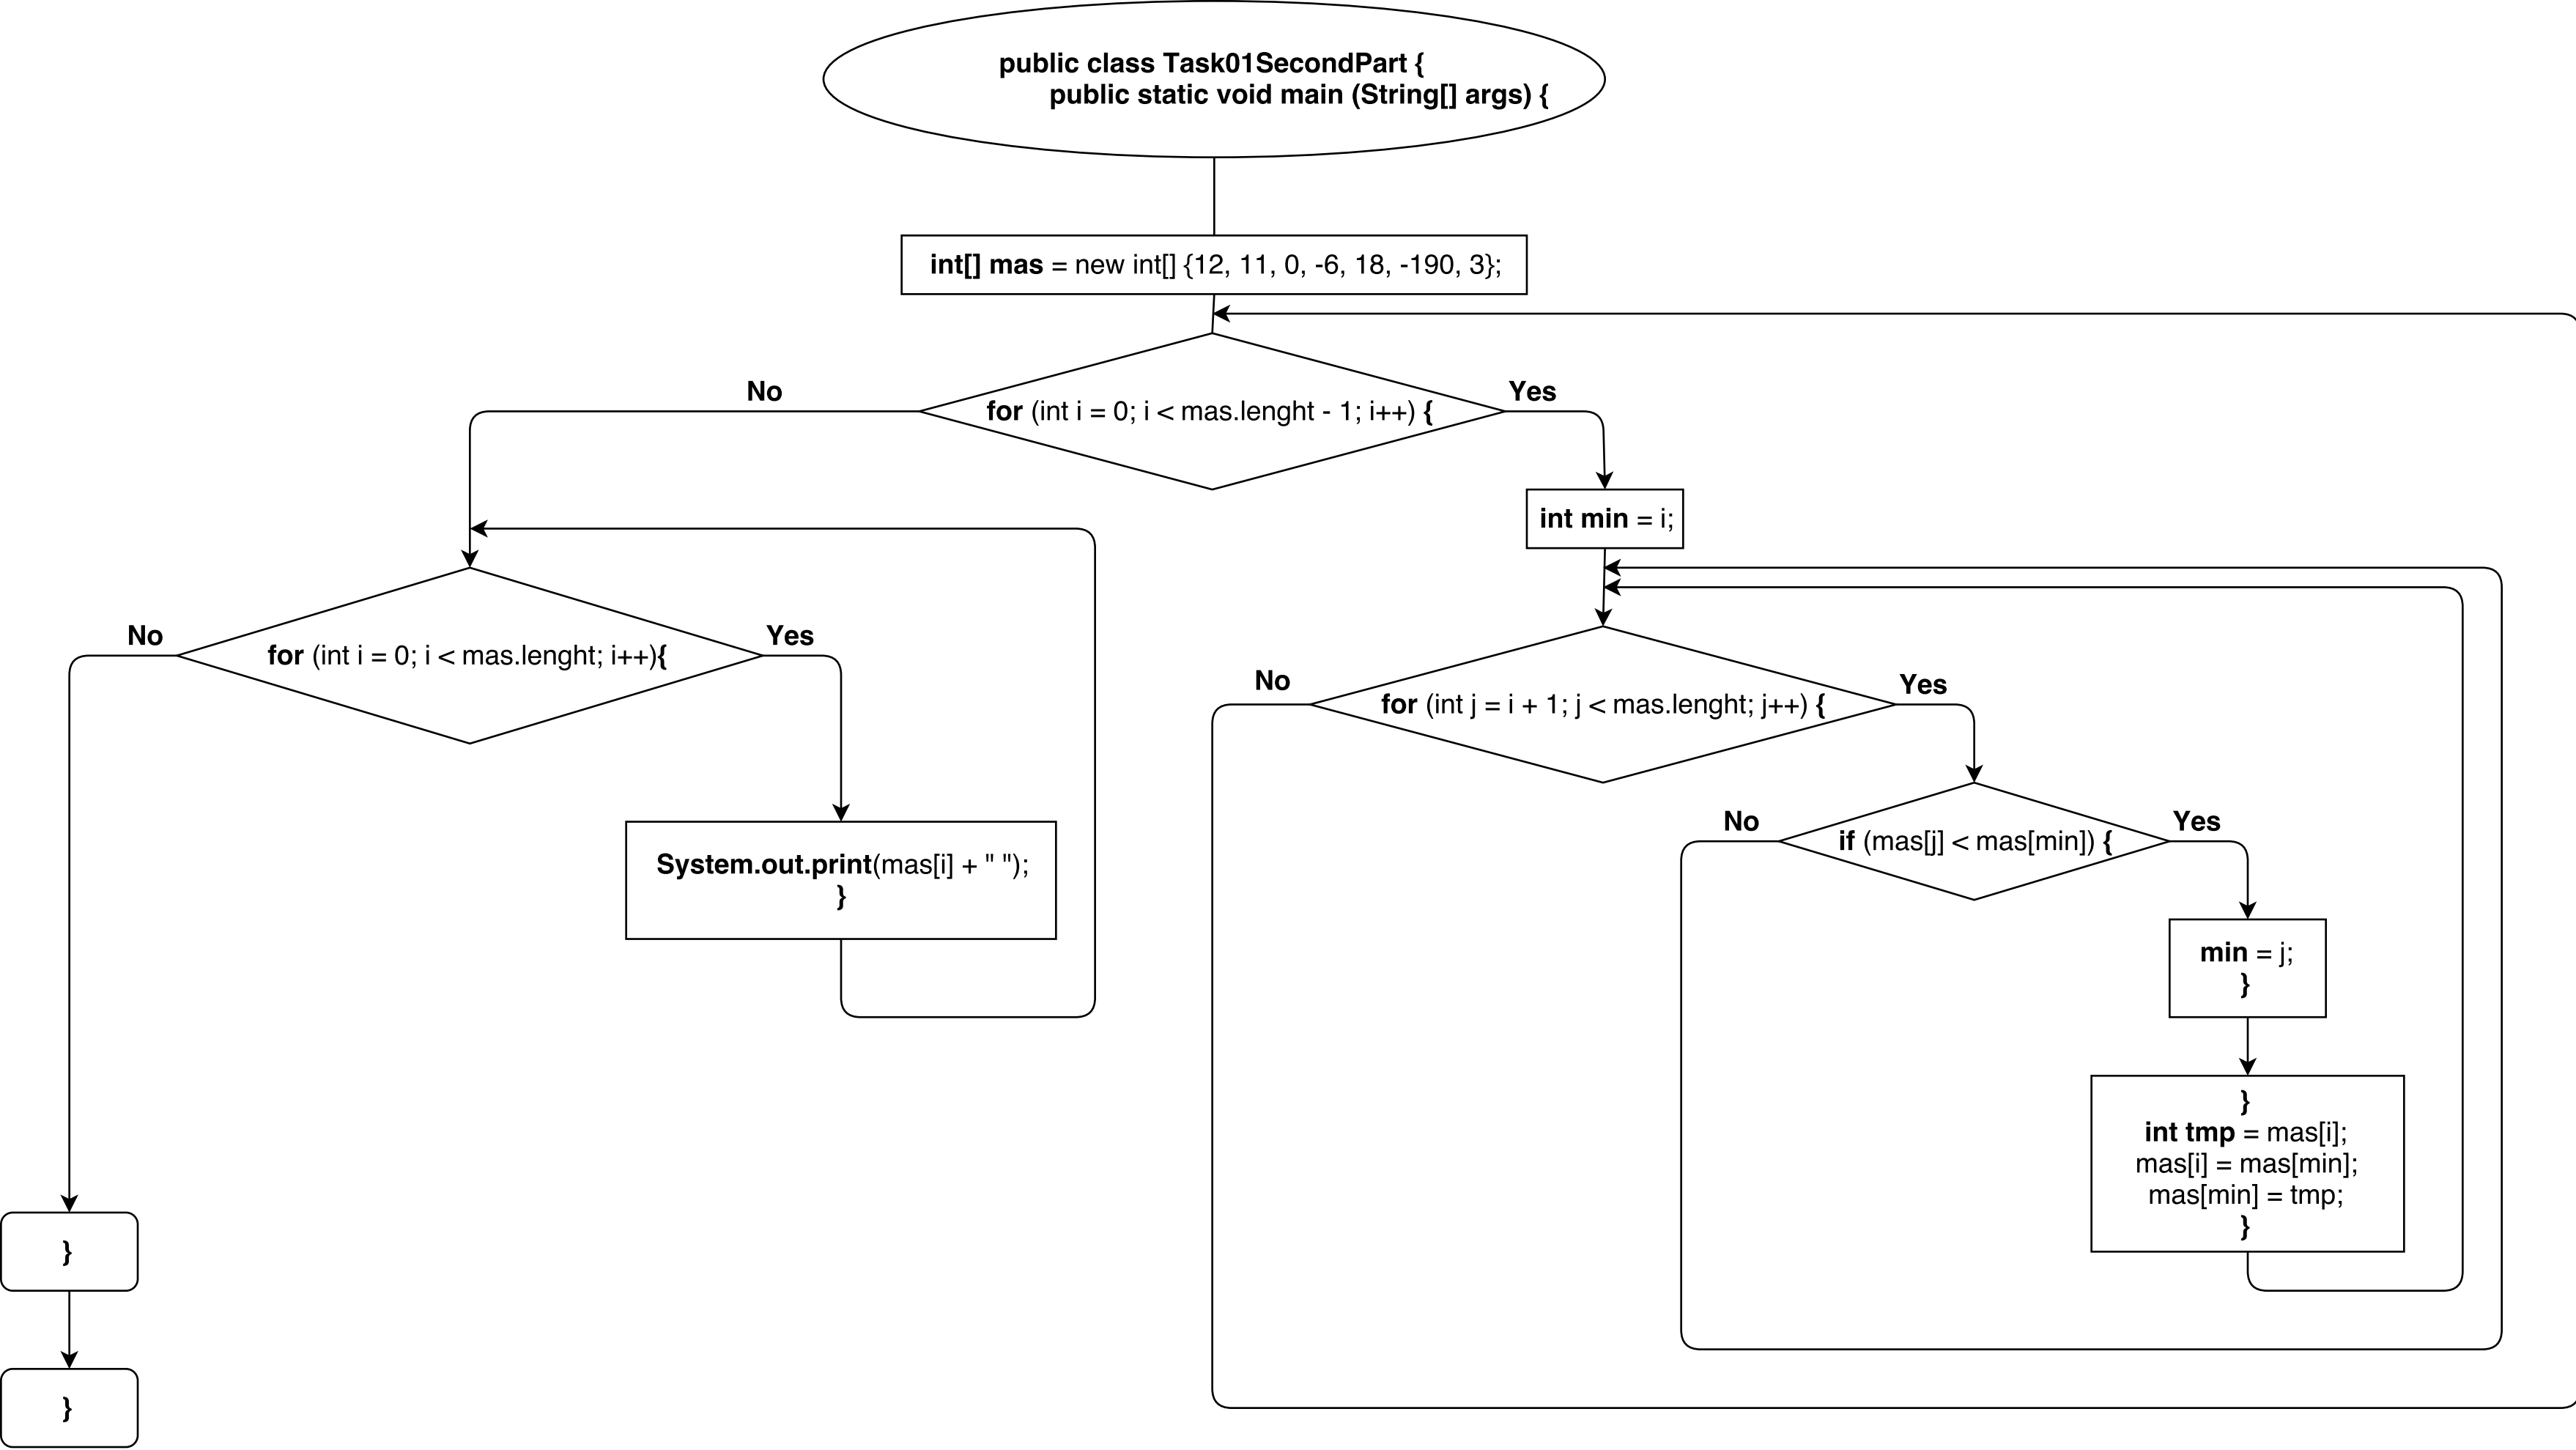 public class Task01SecondPart {
public static void main (String[] args) {
int[] mas = new int[] {12, 11, 0, -6, 18, -190, 3};
No
Yes
for (int i = 0; i < mas.lenght - 1; i++) {
int min = i;
No
Yes
for (int i = 0; i < mas.lenght; i++){
No
Yes
for (int j = i + 1; j < mas.lenght; j++) {
No
Yes
if (mas[j] < mas[min]) {
System.out.print(mas[i] + " ");
}
min = j;
}
}
int tmp = mas[i];
mas[i] = mas[min];
mas[min] = tmp;
}
}
}